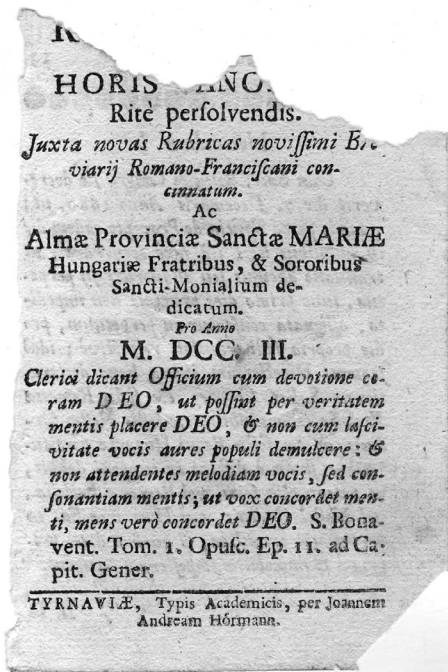 HORIS
Ritè persolvendis.
Juxta novas Rubricas novissimi
viarij Romano-Franciscani con-
cinnatum.
Ac
Almæ Provinciæ Sanctæ MARIÆ
Hungariæ Fratribus, & Sororibus
Sancti-Monialium de-
dicatum.
Pro Anno
M. DCC. III.
Clerici dicant Officium cum devotione co-
ram DEO, ut possint per veritatem
mentis placere DEO, & non cum lasci-
vitate vocis aures populi demulcere: &
non attendentes melodiam vocis, sed con-
sonantiam mentis; ut vox concordet men-
ti, mens verò concordet DEO. S. Bona-
vent. Tom. 1. Opusc. Ep. 11. ad Ca-
pit. Gener.
TYRNAVIÆ, Typis Academicis, per Joannem
Andream Hörmann.